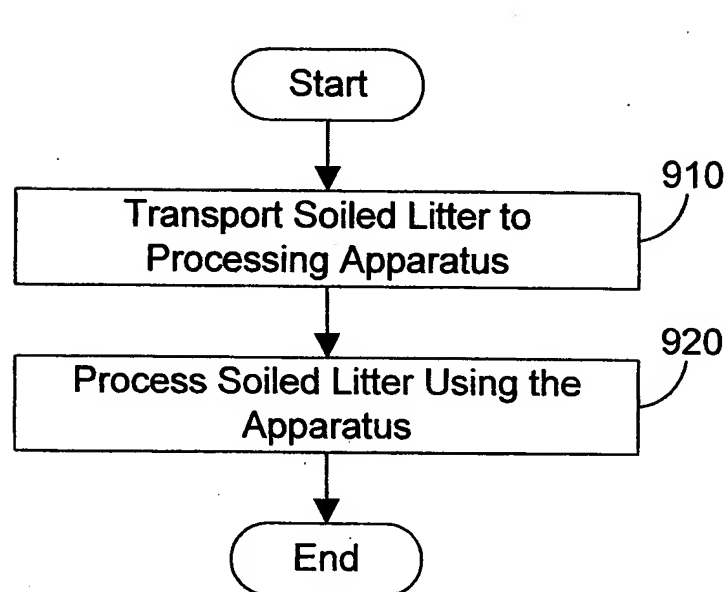 Start
910
Transport Soiled Litter to
Processing Apparatus
920
Process Soiled Litter Using the
Apparatus
End